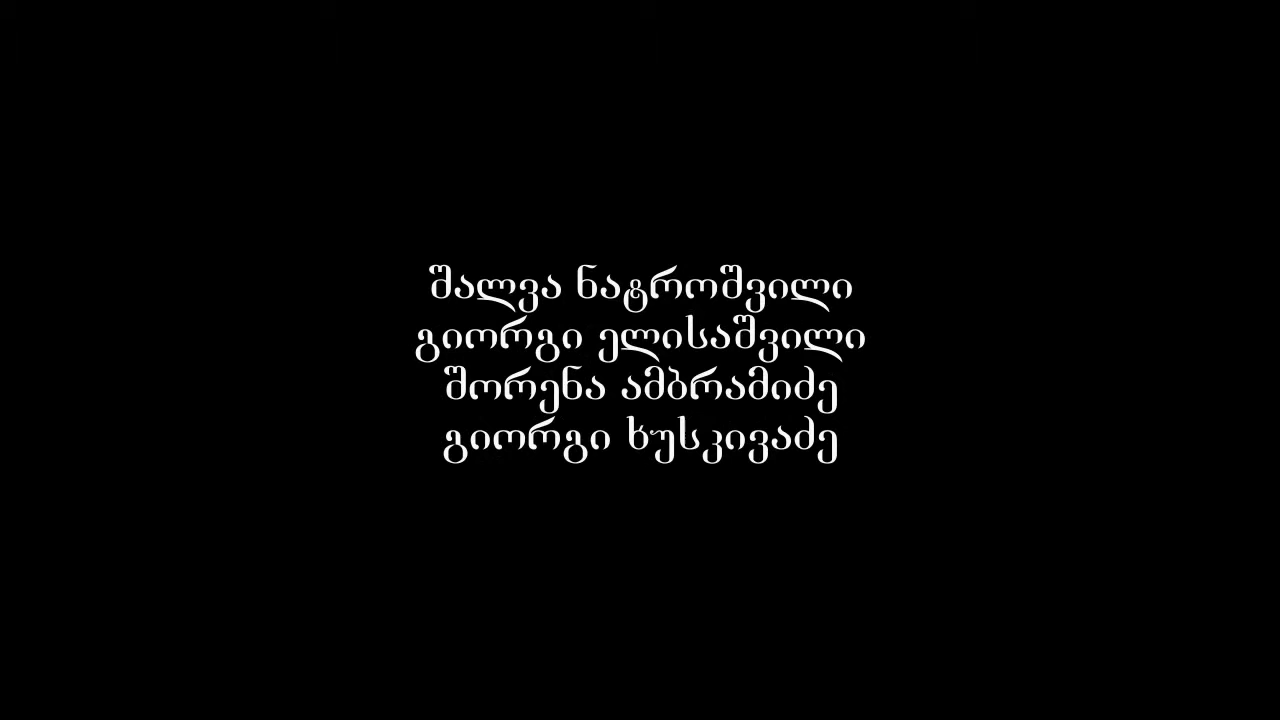 შალვა ნატროშვილი
გიორგი ელისაშვილი
შორენა ამბრამიძე
გიორგი ხუსკივაძე